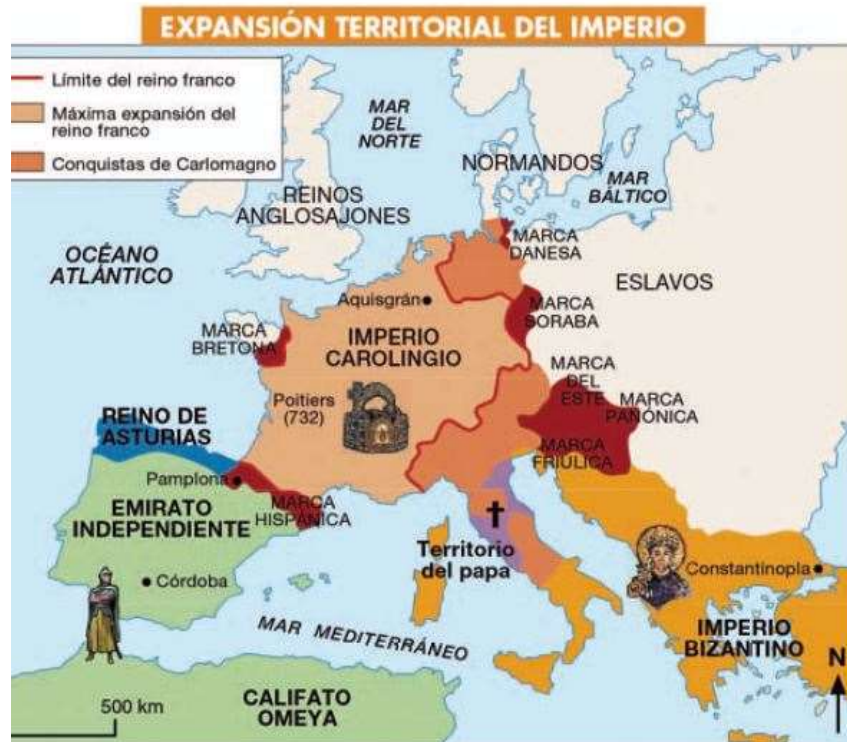 EXPANSIÓN TERRITORIAL DEL IMPERIO
Límite del reino franco
Máxima expansión del
reino franco
Conquistas de Carlomagno
MAR
DEL
NORTE
NORMANDOS
MAR
BÁLTICO
REINOS
ANGLOSAJONES
OCÉANO
ATLÁNTICO
MARCA
DANESA
ESLAVOS
Aquisgrán
MARCA
SORABA
MARCA
BRETONA
IMPERIO
CAROLINGIO
MARCA
DEL
ESTE
MARCA
PAÑÓNICA
Poitiers
(732)
REINO DE
ASTURIAS
MARCA
FRIÚLICA
Pamplona
MARCA
HISPÁNICA
EMIRATO
INDEPENDIENTE
Territorio
del papa
Constantinopla
Córdoba
MAR MEDITERRÁNEO
IMPERIO
BIZANTINO
N
500 km
CALIFATO
OMEYA